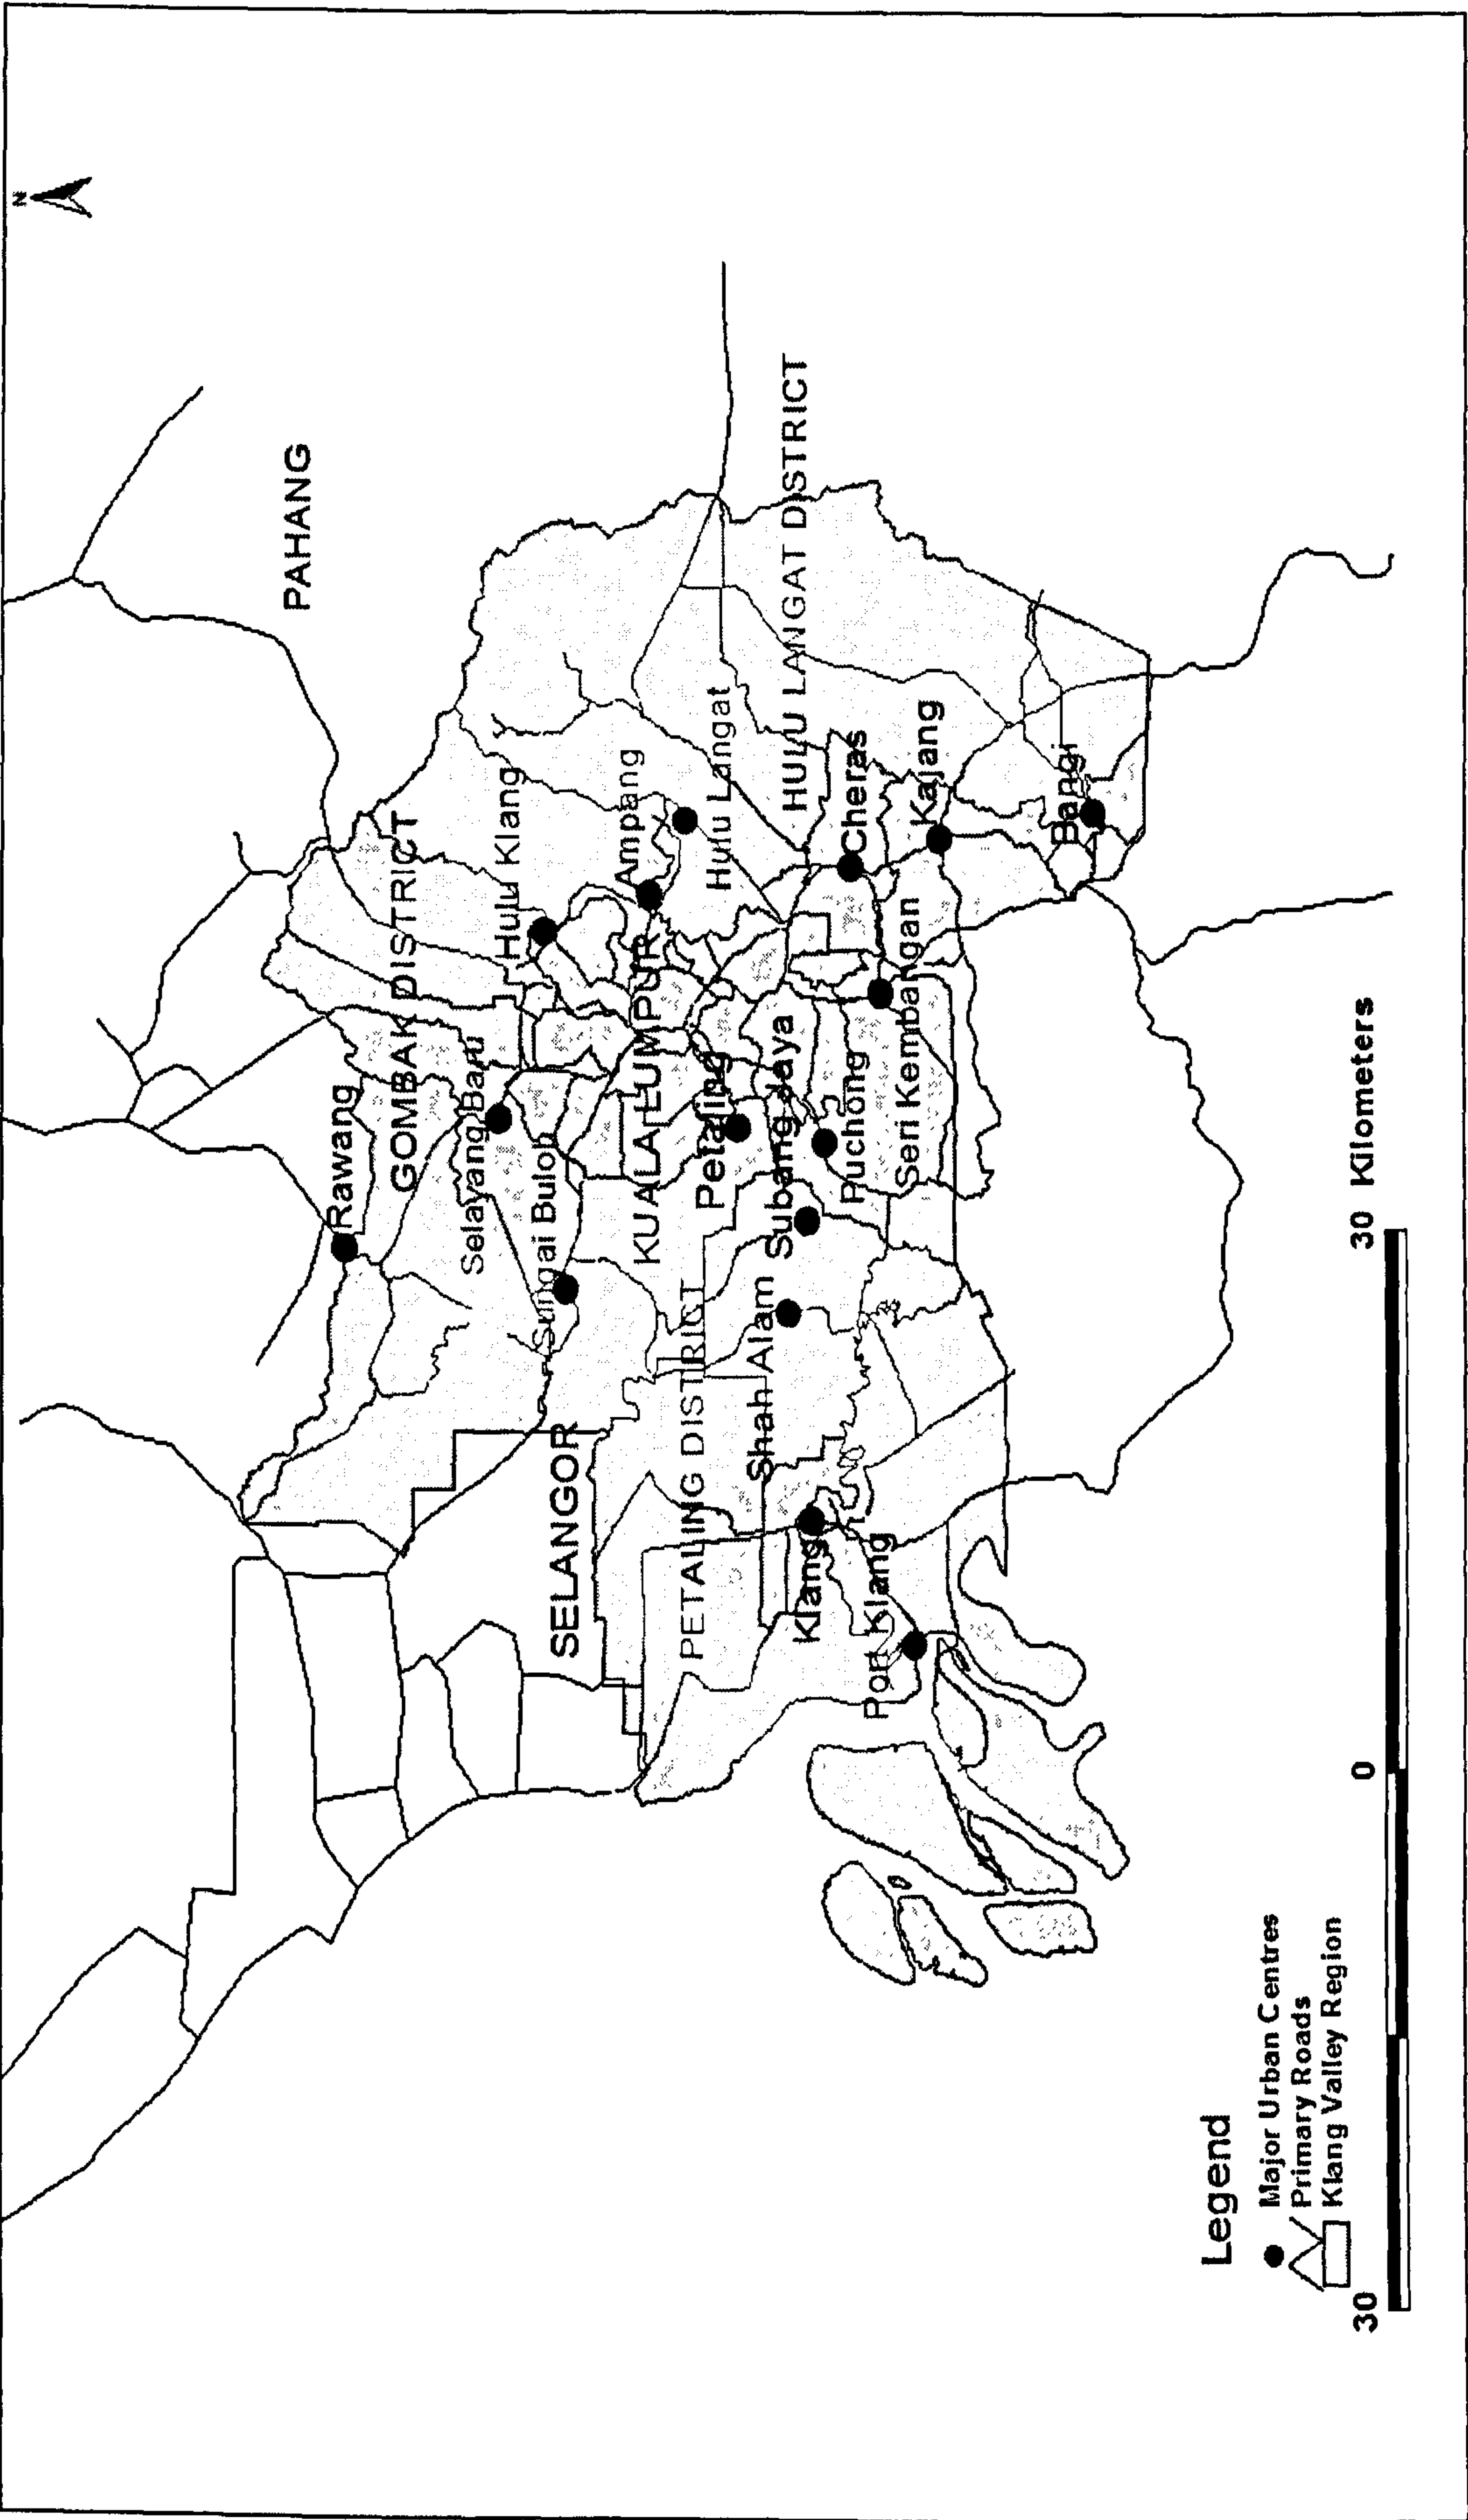 N
PAHANG
Rawang
GOMBAK DISTRICT
Selayang Baru
Hulu Klang
Sungai Buloh
SELANGOR
Ampang
KUALA LUMPUR
Hulu Langat
PETALING DISTRICT
Petaling
HULU LANGAT DISTRICT
Shah Alam
Subang Jaya
Cheras
Klang
Puchong
Port Klang
Seri Kembangan
Kajang
Bangi
Legend
Major Urban Centres
Primary Roads
Klang Valley Region
30 0 30 Kilometers